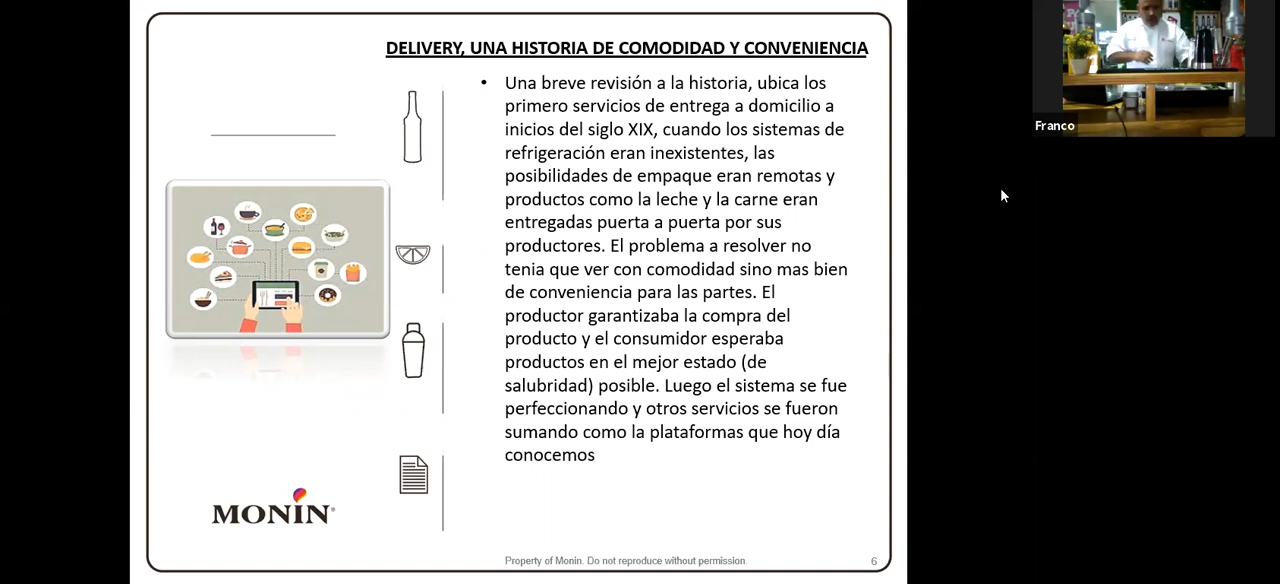 DELIVERY, UNA HISTORIA DE COMODIDAD Y CONVENIENCIA
• Una breve revisión a la historia, ubica los
primero servicios de entrega a domicilio a
inicios del siglo XIX, cuando los sistemas de
refrigeración eran inexistentes, las
posibilidades de empaque eran remotas y
productos como la leche y la carne eran
entregadas puerta a puerta por sus
productores. El problema a resolver no
tenia que ver con comodidad sino mas bien
de conveniencia para las partes. El
productor garantizaba la compra del
producto y el consumidor esperaba
productos en el mejor estado (de
salubridad) posible. Luego el sistema se fue
perfeccionando y otros servicios se fueron
sumando como la plataformas que hoy día
conocemos
MONIN®
Property of Monin. Do not reproduce without permission.
6
Franco